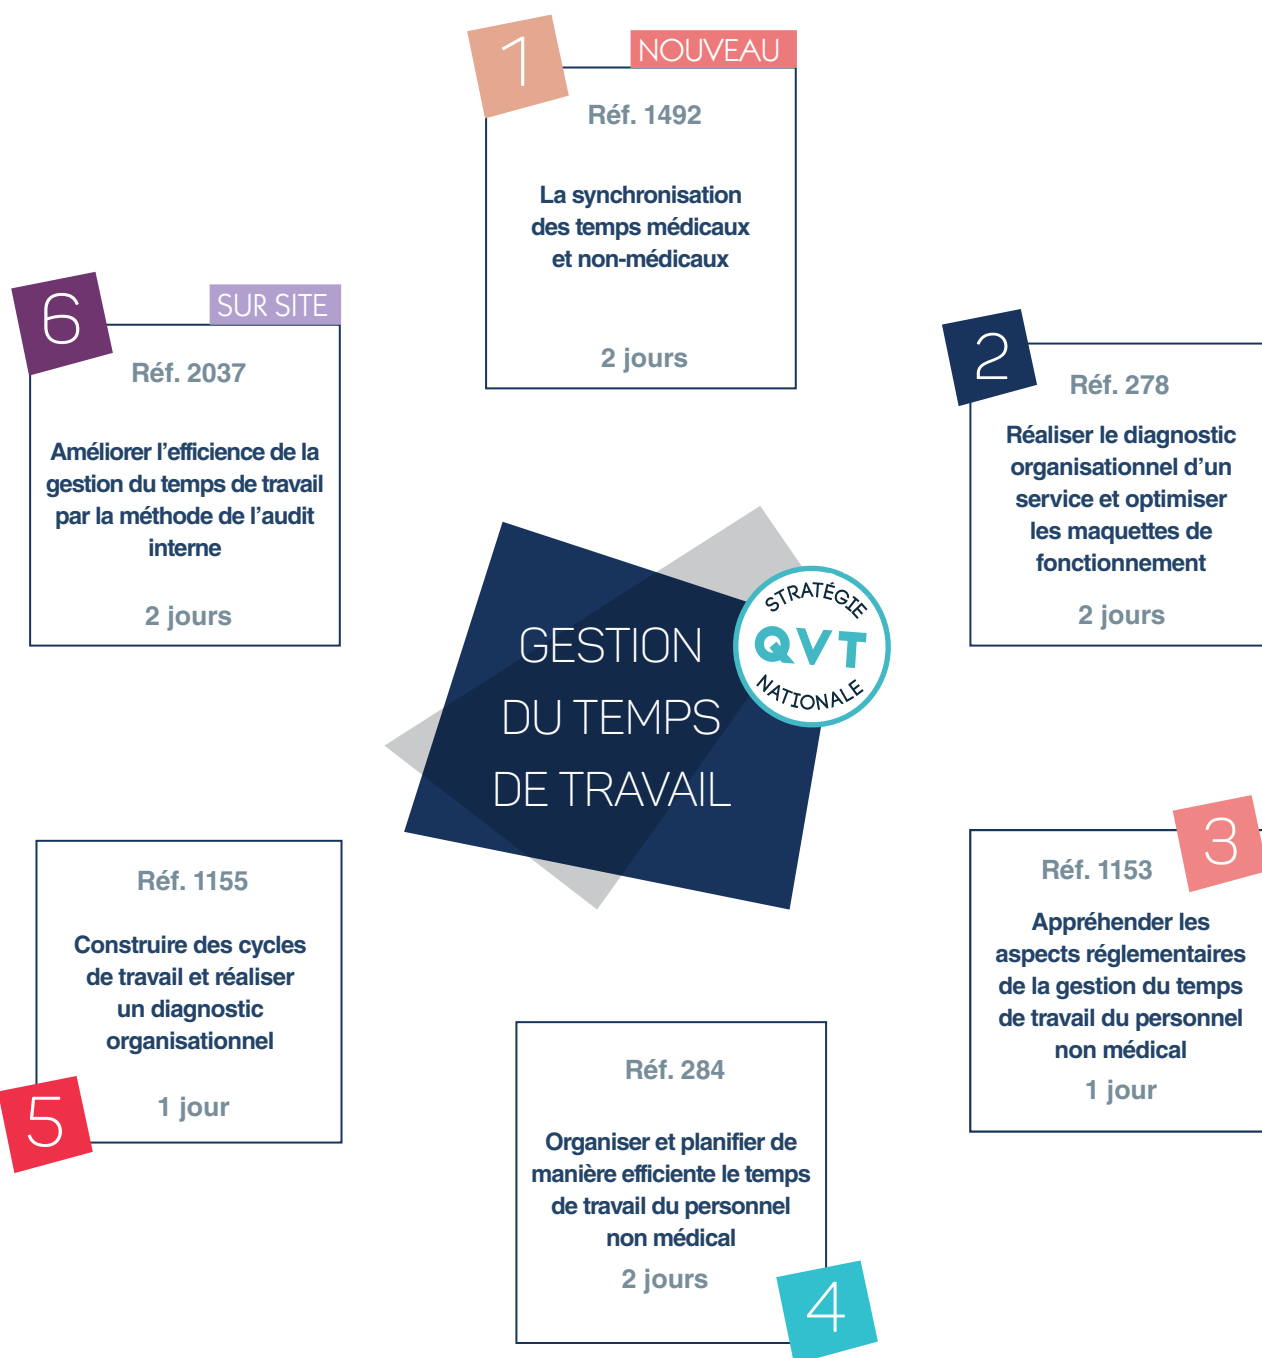 1
NOUVEAU
Réf. 1492
La synchronisation
des temps médicaux
et non-médicaux
2 jours
2
Réf. 278
Réaliser le diagnostic
organisationnel d’un
service et optimiser
les maquettes de
fonctionnement
2 jours
3
Réf. 1153
Appréhender les
aspects réglementaires
de la gestion du temps
de travail du personnel
non médical
1 jour
Réf. 284
Organiser et planifier de
manière efficiente le temps
de travail du personnel
non médical
2 jours
4
Réf. 1155
Construire des cycles
de travail et réaliser
un diagnostic
organisationnel
1 jour
5
6
SUR SITE
Réf. 2037
Améliorer l’efficience de la
gestion du temps de travail
par la méthode de l’audit
interne
2 jours
GESTION
DU TEMPS
DE TRAVAIL
STRATÉGIE
QVT
NATIONALE